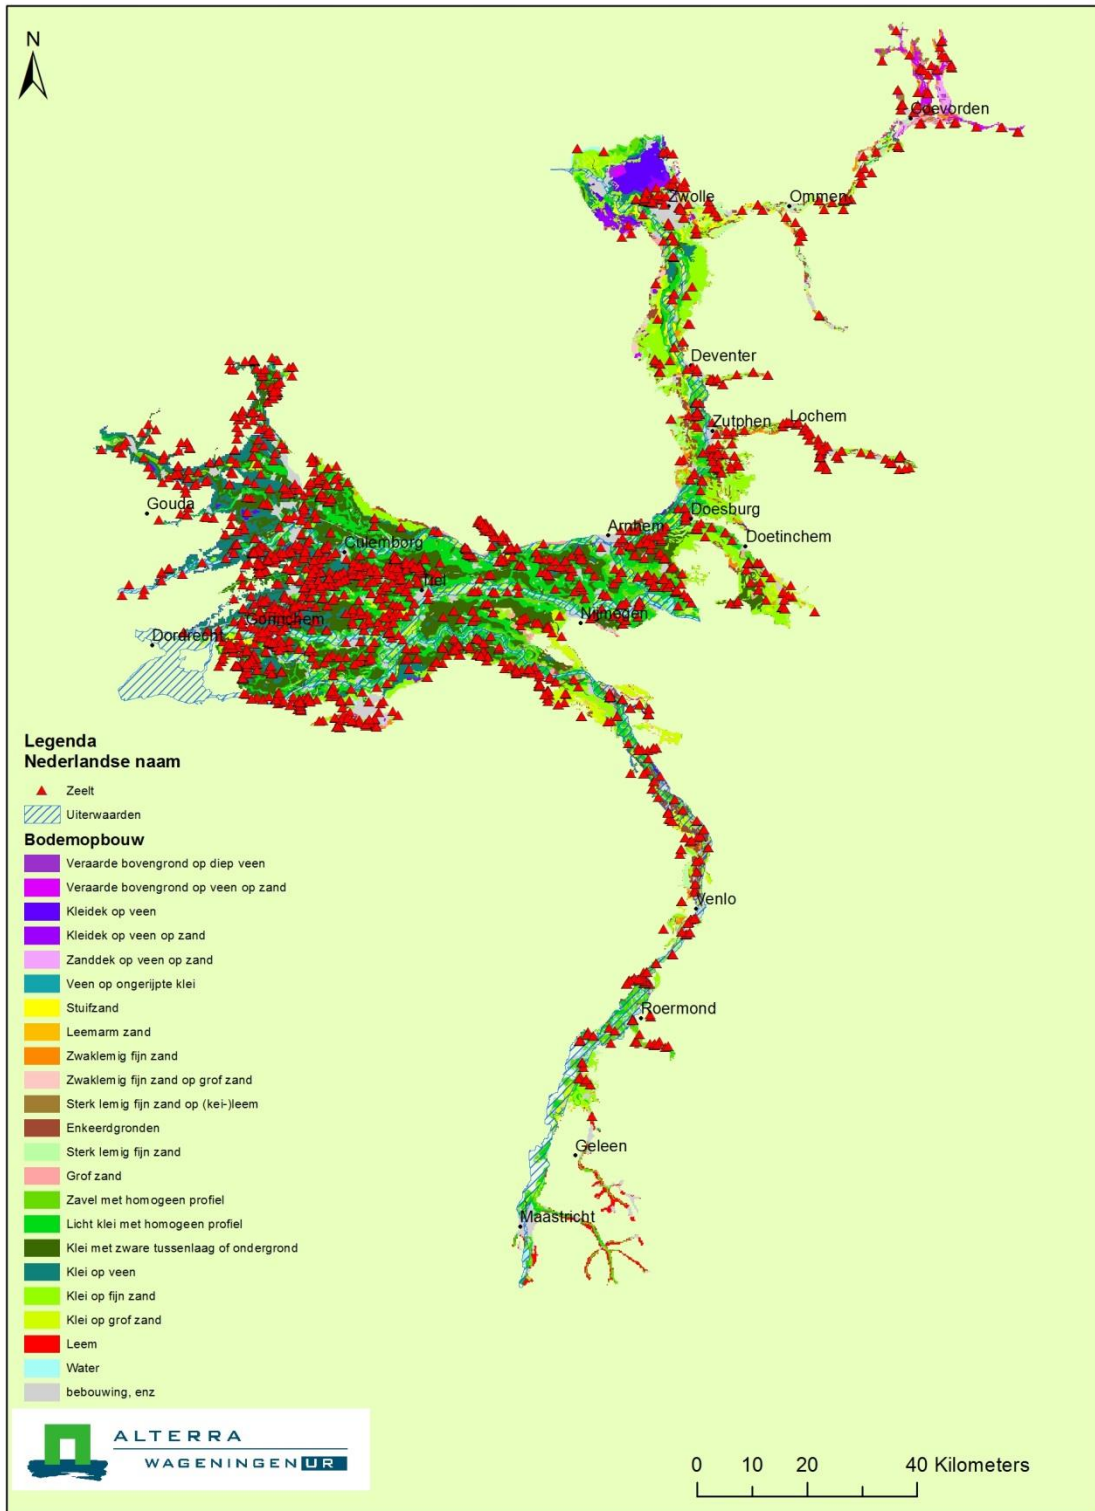 N
Coevorden
Zwolle
Ommen
Deventer
Zutphen
Lochem
Gouda
Doesburg
Arnhem
Doetinchem
Culemborg
Tiel
Nijmegen
Gorinchem
Dordrecht
Venlo
Roermond
Geleen
Maastricht
Legenda
Nederlandse naam
Zeelt
Uiterwaarden
Bodemopbouw
Veraarde bovengrond op diep veen
Veraarde bovengrond op veen op zand
Kleidek op veen
Kleidek op veen op zand
Zanddek op veen op zand
Veen op ongerijpte klei
Stuifzand
Leemarm zand
Zwaklemig fijn zand
Zwaklemig fijn zand op grof zand
Sterk lemig fijn zand op (kei-)leem
Enkeerdgronden
Sterk lemig fijn zand
Grof zand
Zavel met homogeen profiel
Licht klei met homogeen profiel
Klei met zware tussenlaag of ondergrond
Klei op veen
Klei op fijn zand
Klei op grof zand
Leem
Water
bebouwing, enz
ALTERRA
WAGENINGEN UR
0 10 20 40 Kilometers